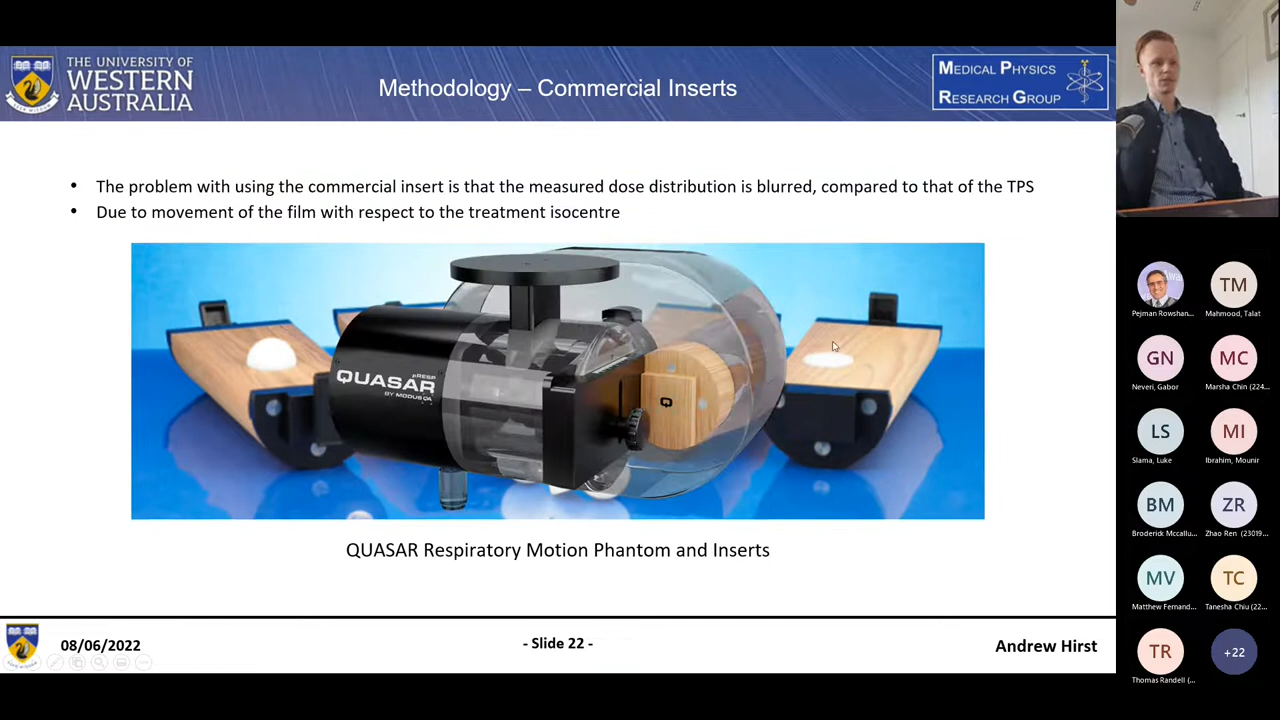 THE UNIVERSITY OF
WESTERN
AUSTRALIA
Methodology – Commercial Inserts
MEDICAL PHYSICS
RESEARCH GROUP
• The problem with using the commercial insert is that the measured dose distribution is blurred, compared to that of the TPS
• Due to movement of the film with respect to the treatment isocentre
pRESP
QUASAR
BY MODUS QA
Q
QUASAR Respiratory Motion Phantom and Inserts
08/06/2022
- Slide 22 -
Andrew Hirst
Pejman Rowshan...
TM
Mahmood, Talat
GN
Neveri, Gabor
MC
Marsha Chin (224...
LS
Slama, Luke
MI
Ibrahim, Mounir
BM
Broderick Mccallu...
ZR
Zhao Ren (23019...
MV
Matthew Fernand...
TC
Tanesha Chiu (22...
TR
Thomas Randell (...
+22